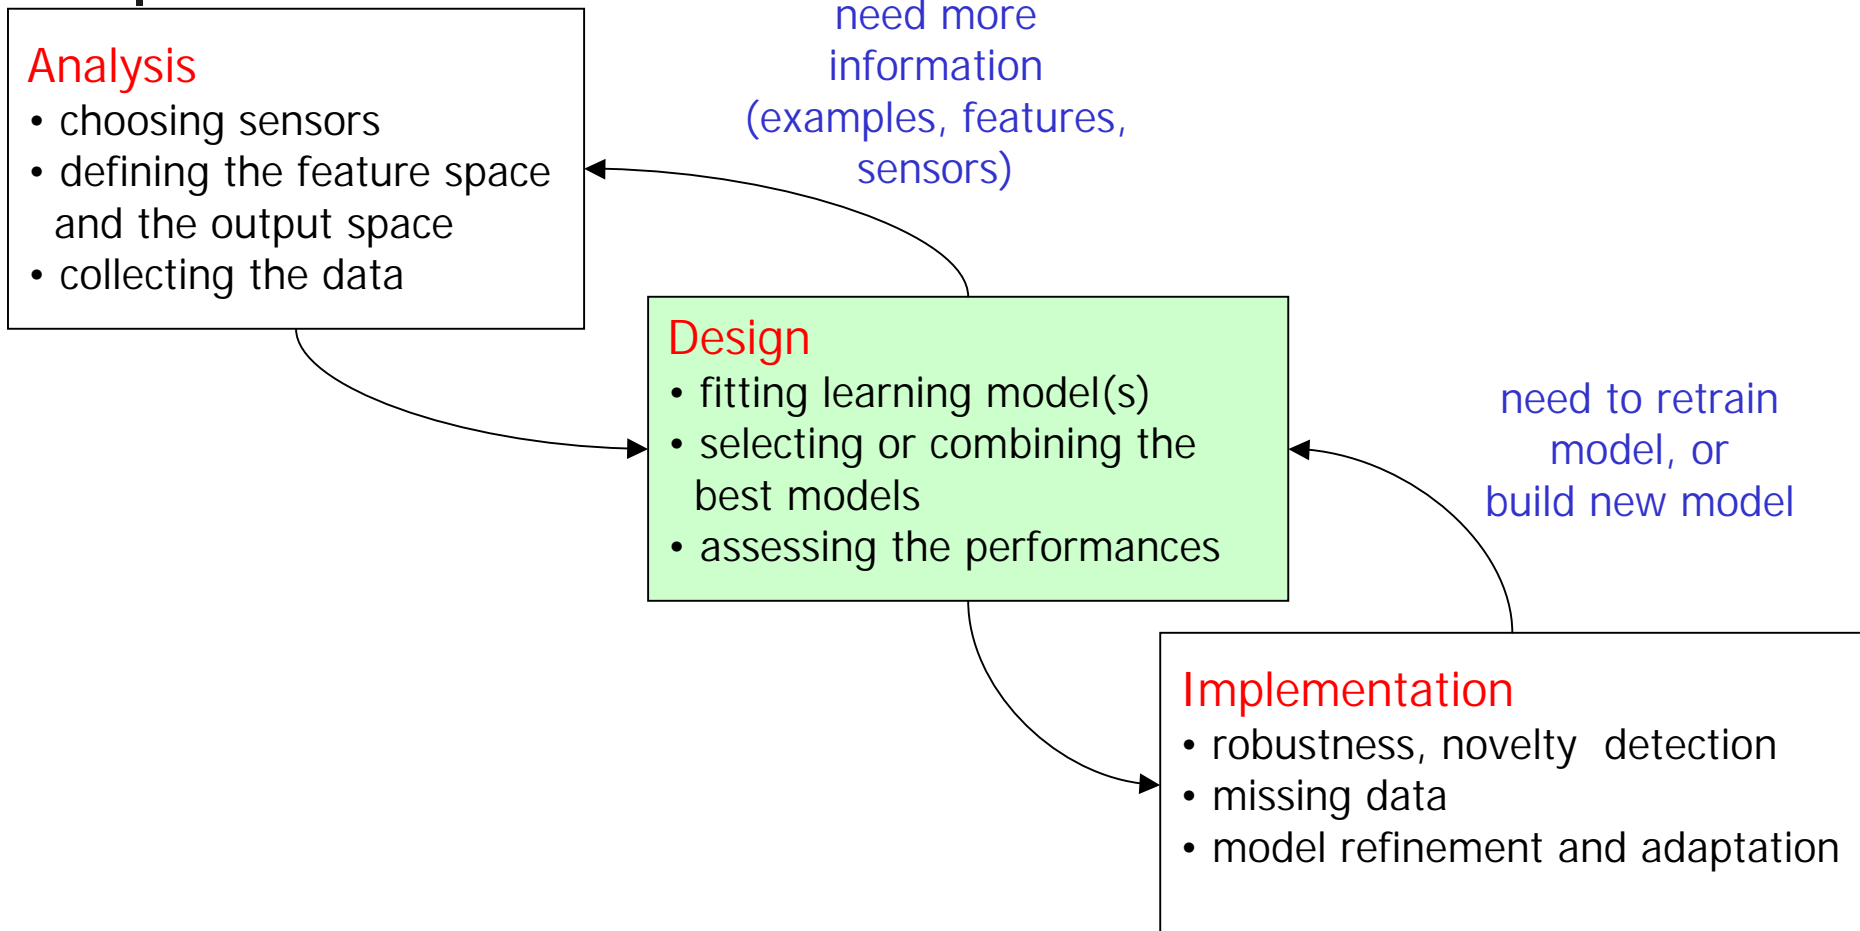 need more
information
(examples, features,
sensors)
Analysis
• choosing sensors
• defining the feature space
and the output space
• collecting the data
Design
• fitting learning model(s)
• selecting or combining the
best models
• assessing the performances
need to retrain
model, or
build new model
Implementation
• robustness, novelty detection
• missing data
• model refinement and adaptation